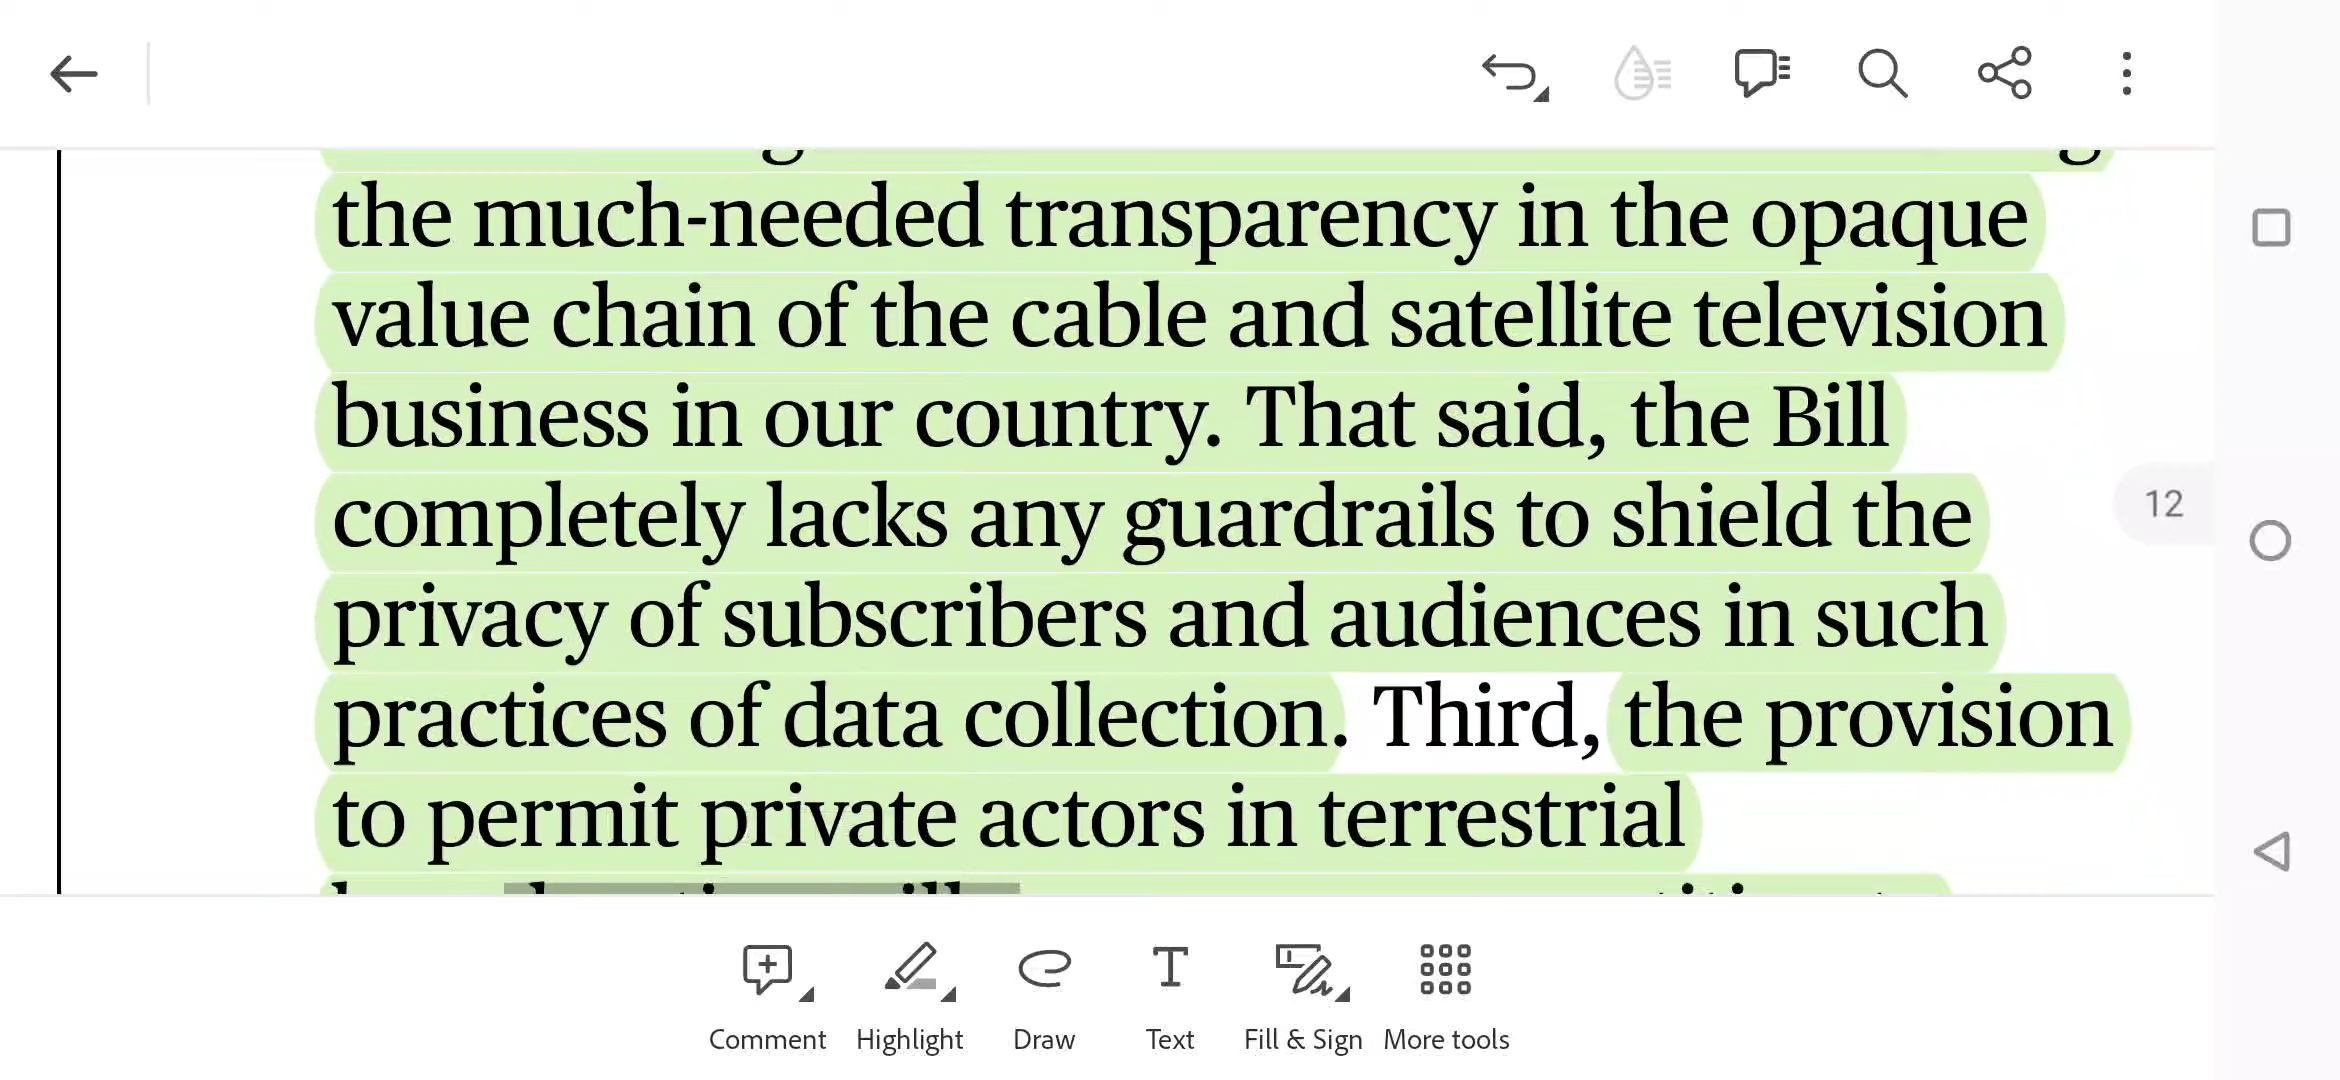 the much-needed transparency in the opaque
value chain of the cable and satellite television
business in our country. That said, the Bill
completely lacks any guardrails to shield the
privacy of subscribers and audiences in such
practices of data collection. Third, the provision
to permit private actors in terrestrial
12
Comment Highlight Draw Text Fill & Sign More tools